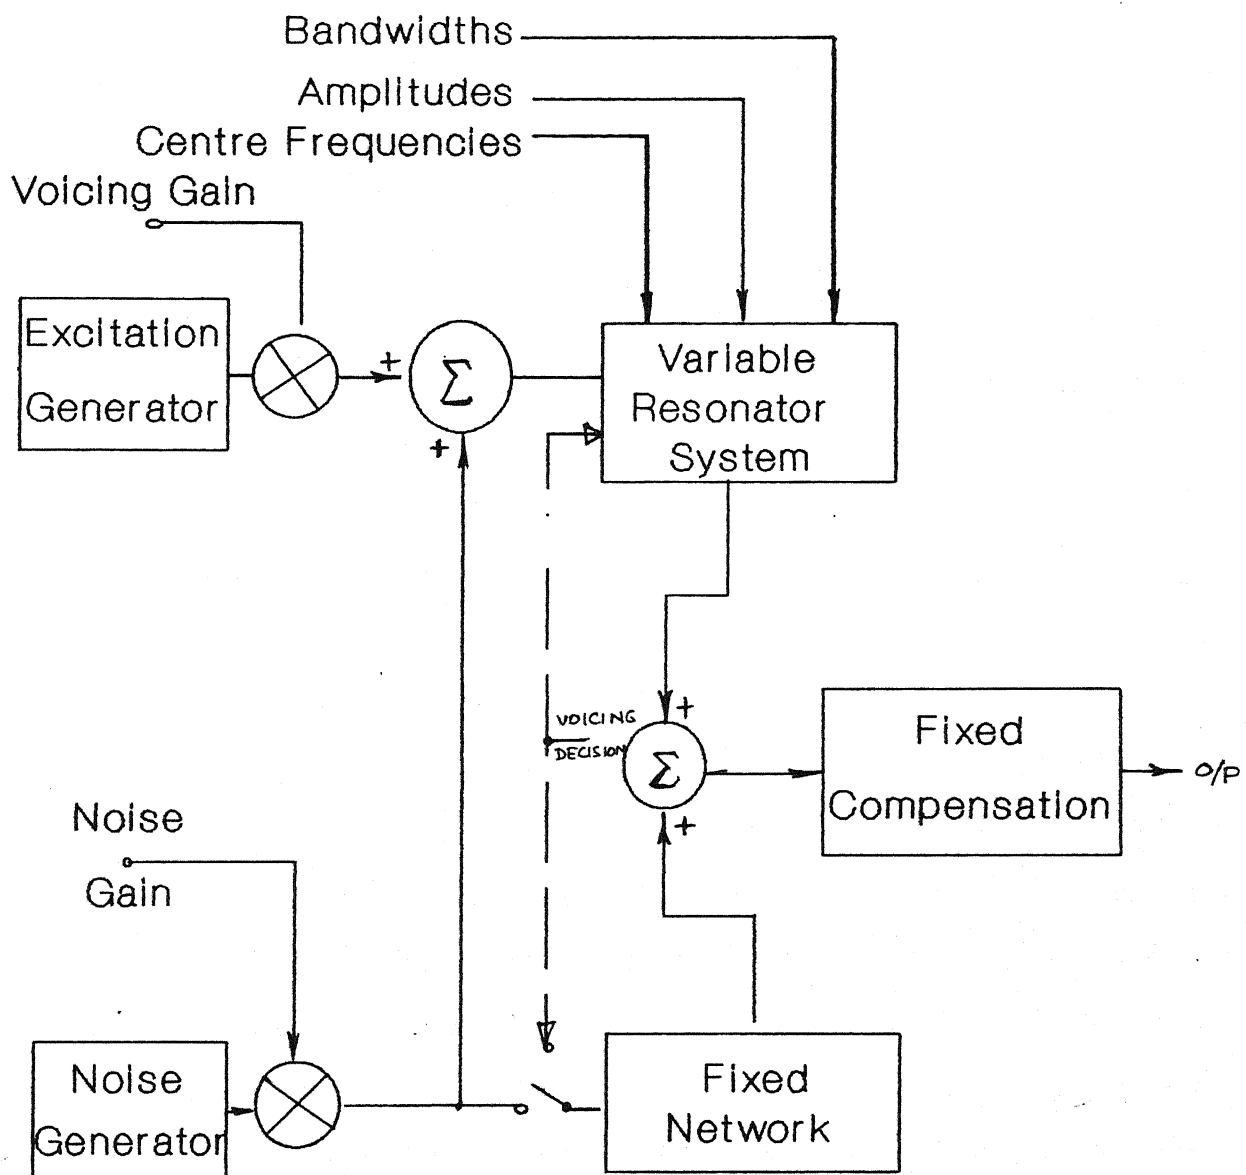 Bandwidths
Amplitudes
Centre Frequencies
Voicing Gain
Excitation
Generator
+
Σ
+
Variable
Resonator
System
VOICING
DECISION
+
Σ
+
Fixed
Compensation
O/P
Noise
Gain
Noise
Generator
Fixed
Network